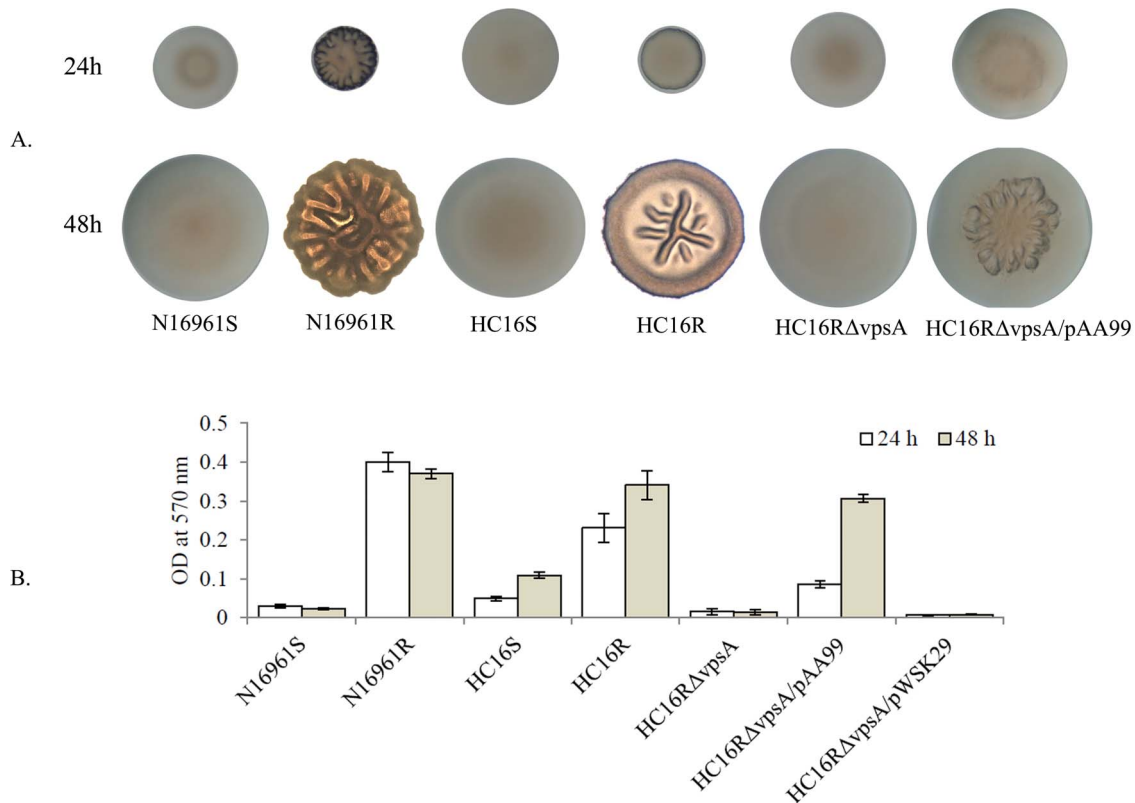 24h
A.
48h
N16961S N16961R HC16S HC16R HC16RΔvpsA HC16RΔvpsA/pAA99
0.5
24 h 48 h
0.4
0.3
0.2
0.1
0
OD at 570 nm
B.
N16961S N16961R HC16S HC16R HC16RΔvpsA HC16RΔvpsA/pAA99 HC16RΔvpsA/pWSK29